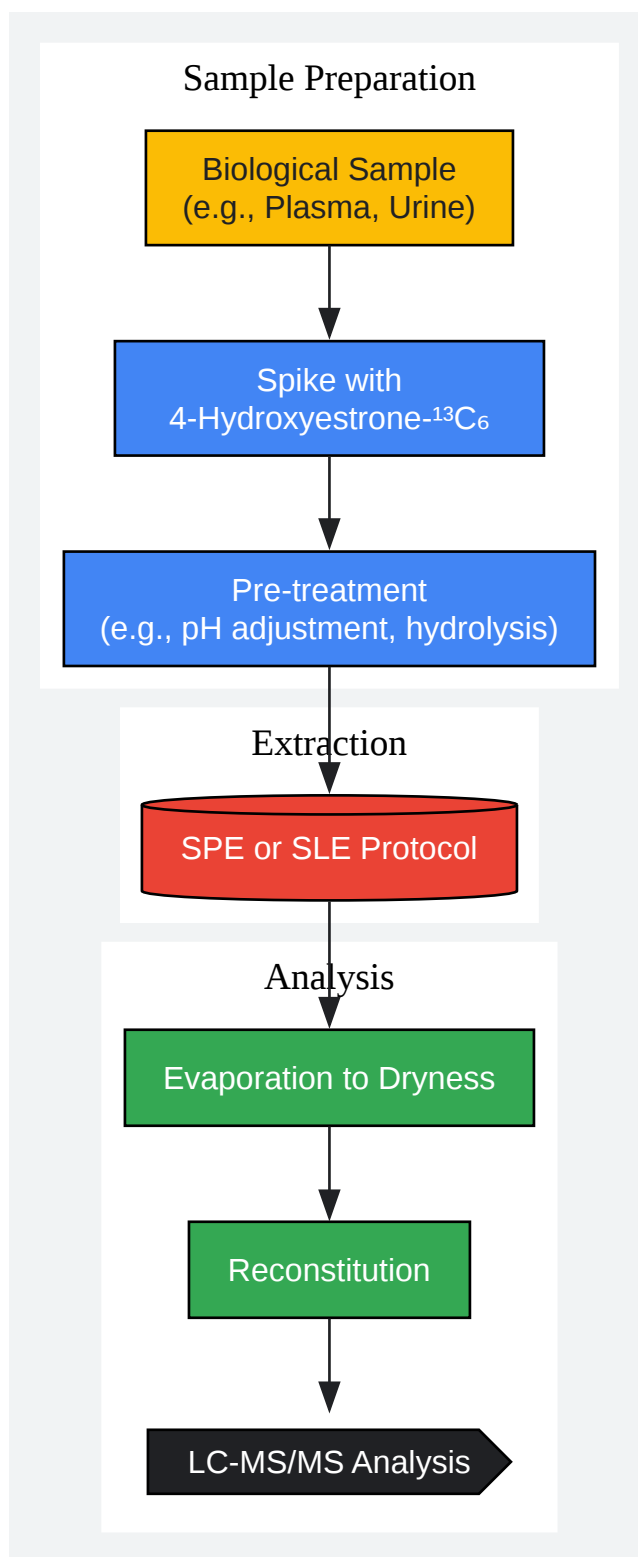 Sample Preparation
Biological Sample
(e.g., Plasma, Urine)
Spike with
4-Hydroxyestrone-¹³C₆
Pre-treatment
(e.g., pH adjustment, hydrolysis)
Extraction
SPE or SLE Protocol
Analysis
Evaporation to Dryness
Reconstitution
LC-MS/MS Analysis